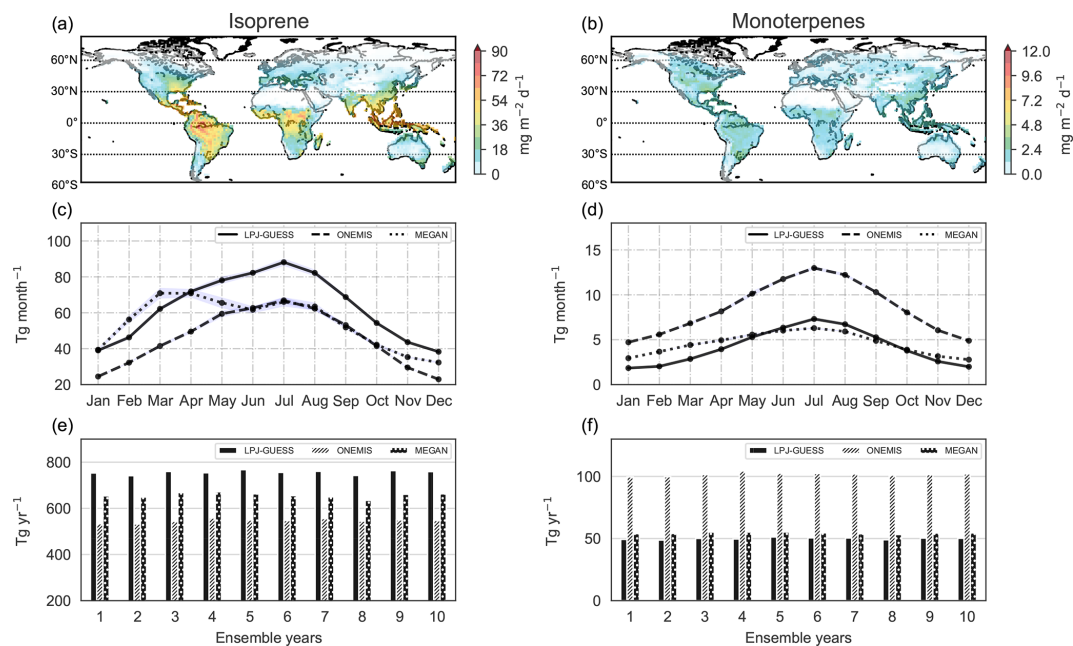 (a) Isoprene
(b) Monoterpenes
60°N
30°N
0°
30°S
60°S
90
72
54
36
18
0
mg m−2 d−1
60°N
30°N
0°
30°S
60°S
12.0
9.6
7.2
4.8
2.4
0.0
mg m−2 d−1
(c)
LPJ-GUESS ONEMIS MEGAN
100
80
60
40
20
Tg month−1
Jan Feb Mar Apr May Jun Jul Aug Sep Oct Nov Dec
(d)
LPJ-GUESS ONEMIS MEGAN
15
10
5
0
Tg month−1
Jan Feb Mar Apr May Jun Jul Aug Sep Oct Nov Dec
(e)
LPJ-GUESS ONEMIS MEGAN
800
600
400
200
Tg yr−1
1 2 3 4 5 6 7 8 9 10
Ensemble years
(f)
LPJ-GUESS ONEMIS MEGAN
100
50
0
Tg yr−1
1 2 3 4 5 6 7 8 9 10
Ensemble years